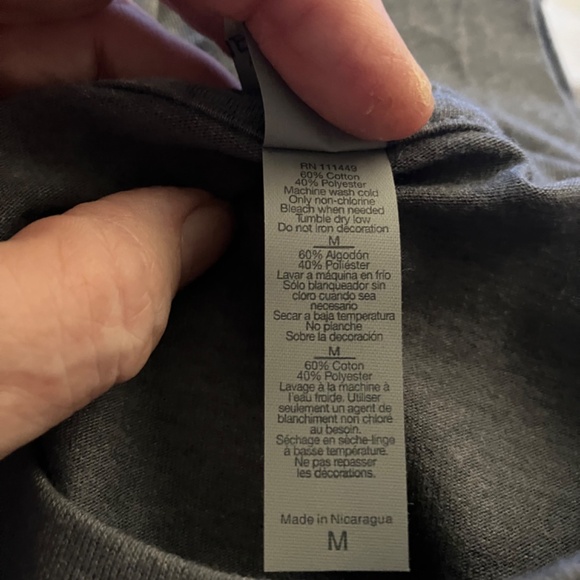 RN 111449
60% Cotton
40% Polyester
Machine wash cold
Only non-chlorine
Bleach when needed
Tumble dry low
Do not iron decoration
M
60% Algodón
40% Poliéster
Lavar a máquina en frío
Sólo blanqueador sin
cloro cuando sea
necesario
Secar a baja temperatura
No planche
Sobre la decoración
M
60% Coton
40% Polyester
Lavage à la machine à
l'eau froide. Utiliser
seulement un agent de
blanchiment non chloré
au besoin.
Séchage en sèche-linge
à basse température.
Ne pas repasser
les décorations.
Made in Nicaragua
M